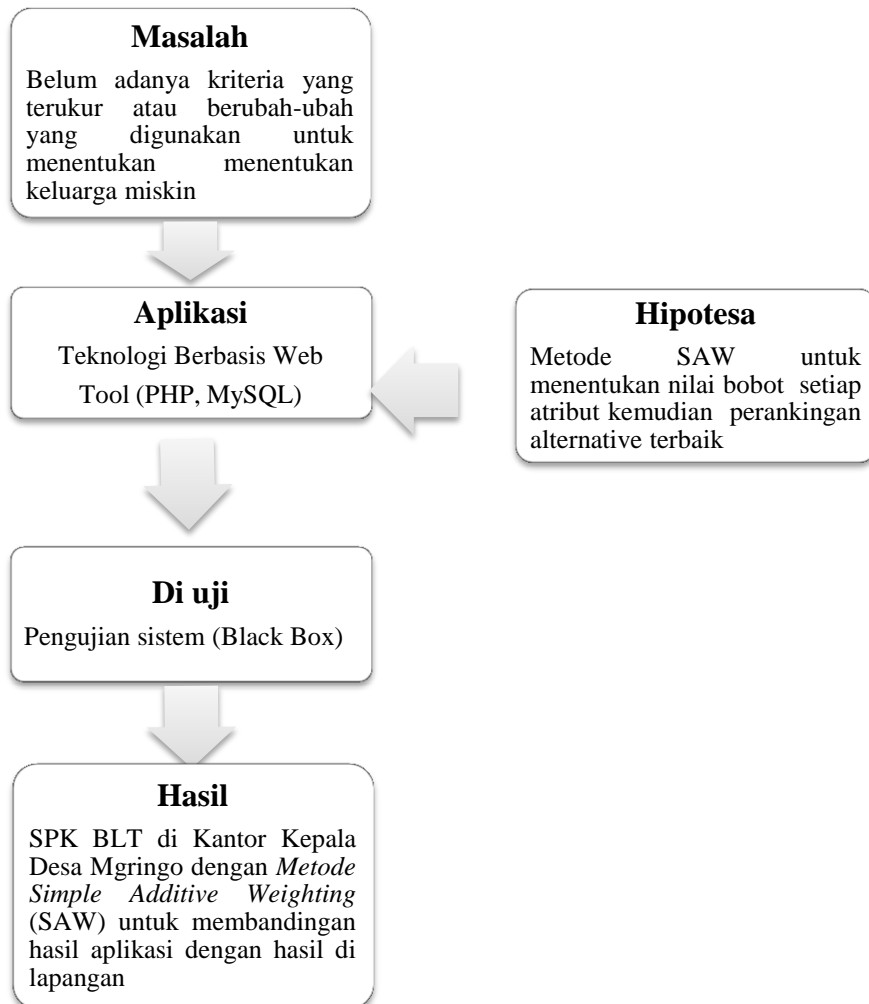 Masalah
Belum adanya kriteria yang
terukur atau berubah-ubah
yang digunakan untuk
menentukan menentukan
keluarga miskin
Aplikasi
Teknologi Berbasis Web
Tool (PHP, MySQL)
Hipotesa
Metode SAW untuk
menentukan nilai bobot setiap
atribut kemudian perankingan
alternative terbaik
Di uji
Pengujian sistem (Black Box)
Hasil
SPK BLT di Kantor Kepala
Desa Mgringo dengan Metode
Simple Additive Weighting
(SAW) untuk membandingan
hasil aplikasi dengan hasil di
lapangan